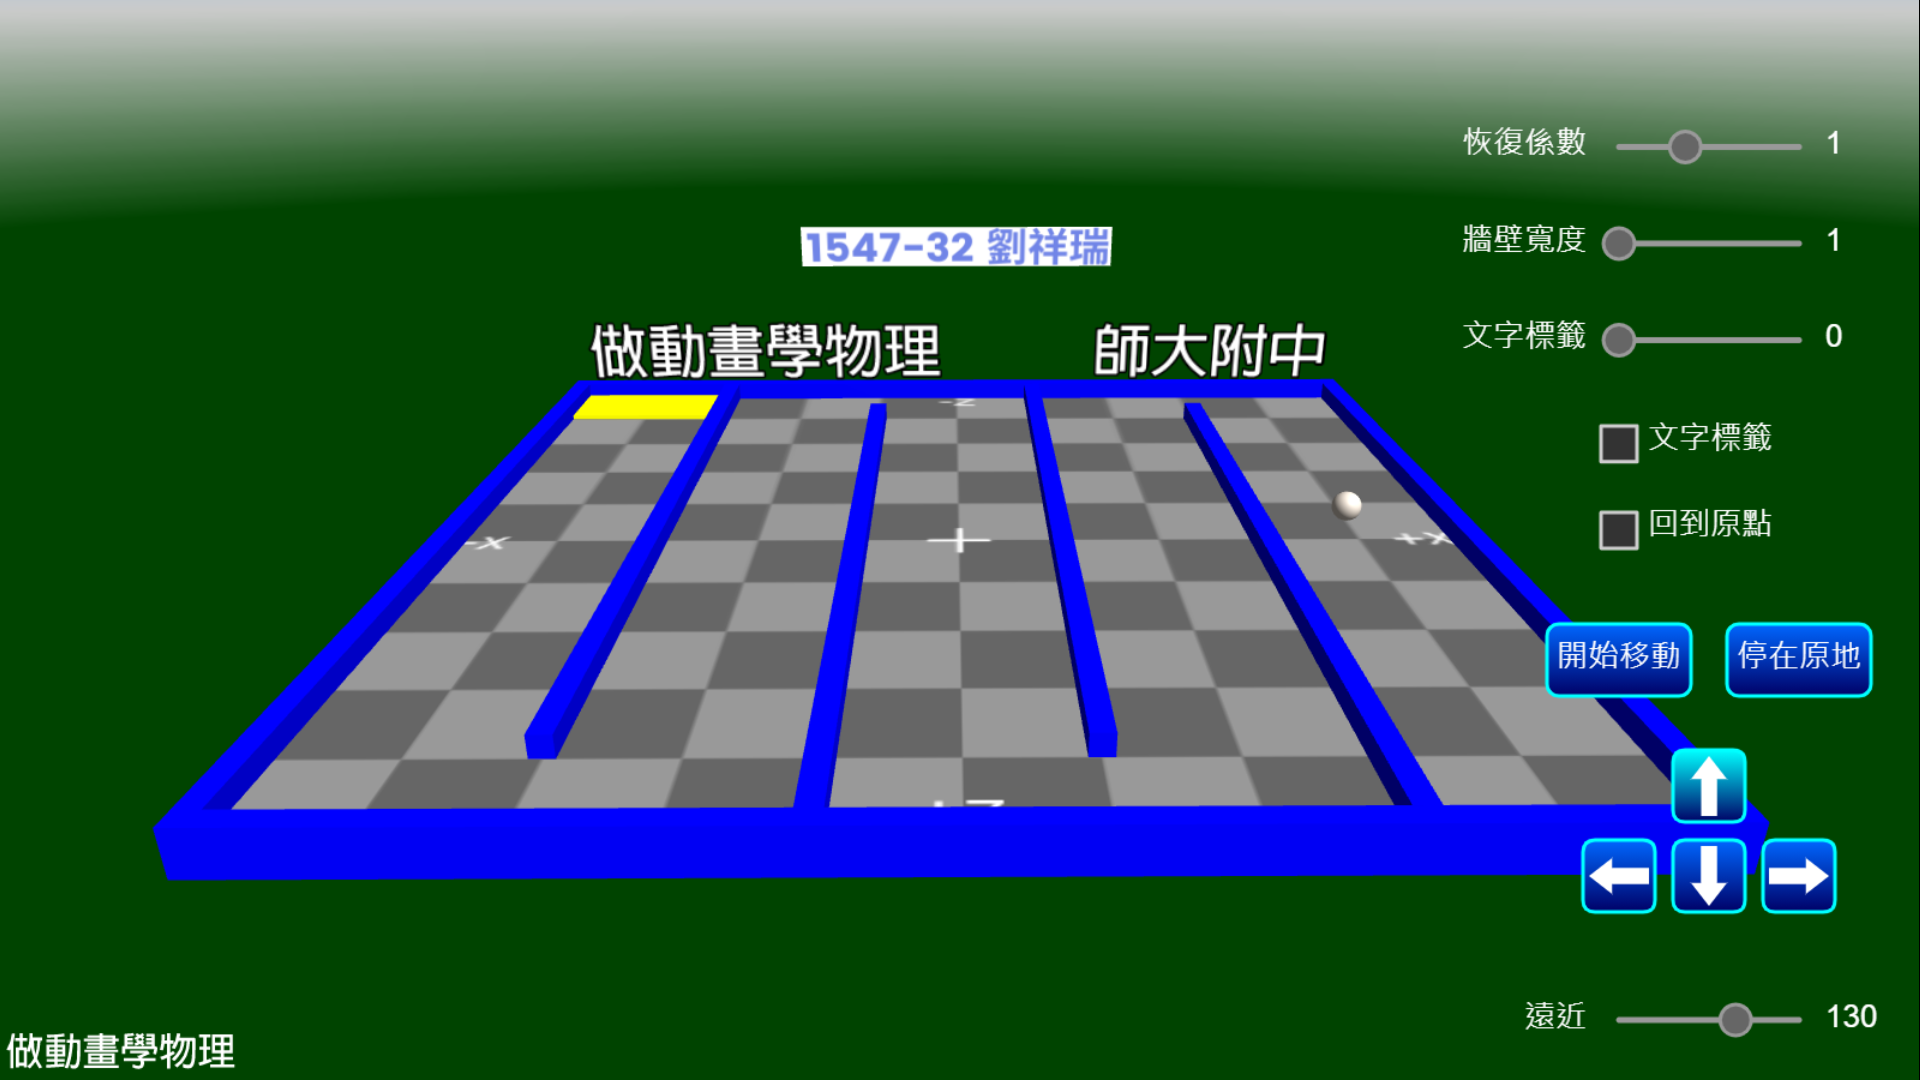 恢復係數 1
牆壁寬度 1
1547-32 劉祥瑞
文字標籤 0
做動畫學物理 師大附中
-z
文字標籤
回到原點
-x
+x
開始移動 停在原地
+z
遠近 130
做動畫學物理